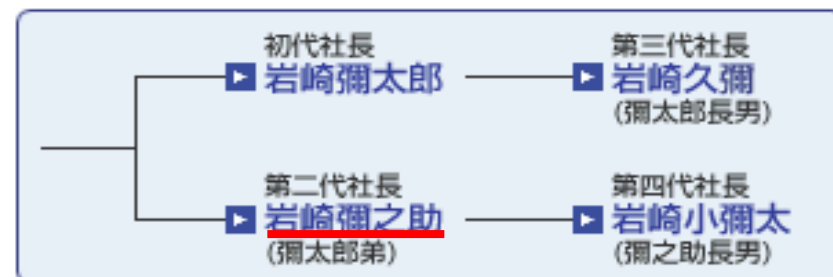 初代社長
岩崎彌太郎
第三代社長
岩崎久彌
(彌太郎長男)
第二代社長
岩崎彌之助
(彌太郎弟)
第四代社長
岩崎小彌太
(彌之助長男)